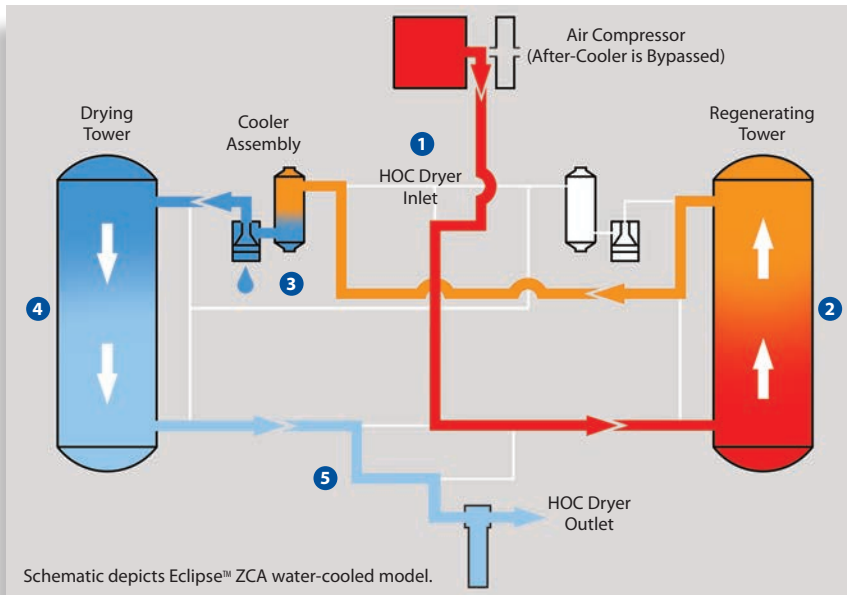 Air Compressor
(After-Cooler is Bypassed)
Drying
Tower
Cooler
Assembly
1
Regenerating
Tower
HOC Dryer
Inlet
3
4
2
5
HOC Dryer
Outlet
Schematic depicts Eclipse™ ZCA water-cooled model.